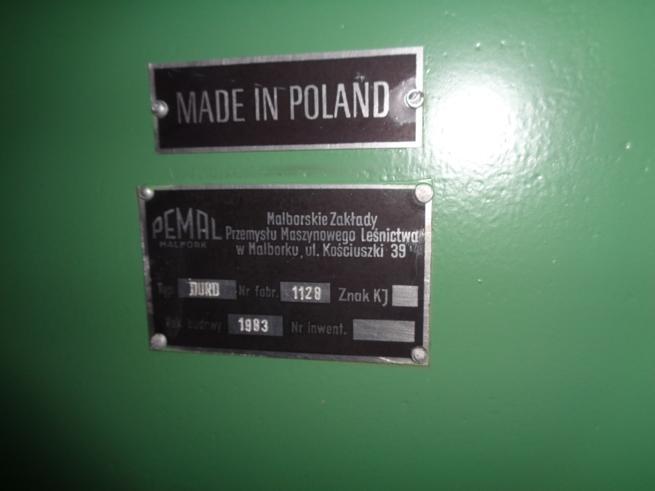 MADE IN POLAND
PEMAL
MALBORK
Malborskie Zakłady
Przemysłu Maszynowego Leśnictwa
w Malborku, ul. Kościuszki 39
Typ Nr fabr. 1128 Znak KJ
Rok budowy 1983 Nr inwent.